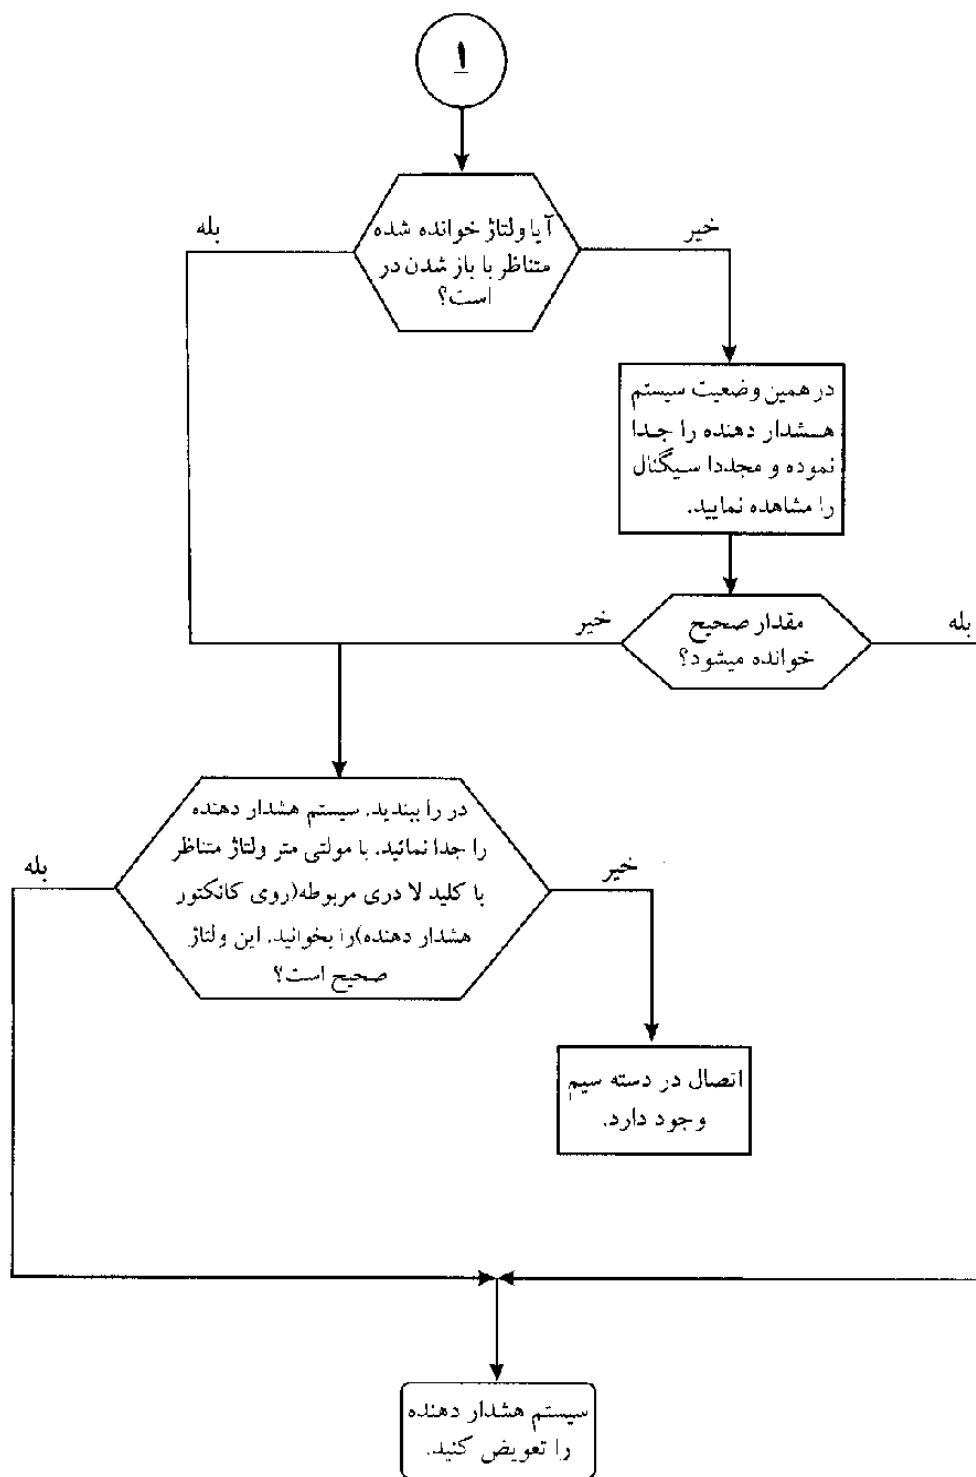 ۱
آیا ولتاژ خوانده شده
متناظر با باز شدن در
است؟
خیر
بله
در همین وضعیت سیستم
هشدار دهنده را جدا
نموده و مجددا سیگنال
را مشاهده نمایید.
مقدار صحیح
خوانده میشود؟
بله
خیر
در را ببندید. سیستم هشدار دهنده
را جدا نمائید. با مولتی متر ولتاژ متناظر
با کلید لا دری مربوطه(روی کانکتور
هشدار دهنده)را بخوانید. این ولتاژ
صحیح است؟
خیر
بله
اتصال در دسته سیم
وجود دارد.
سیستم هشدار دهنده
را تعویض کنید.